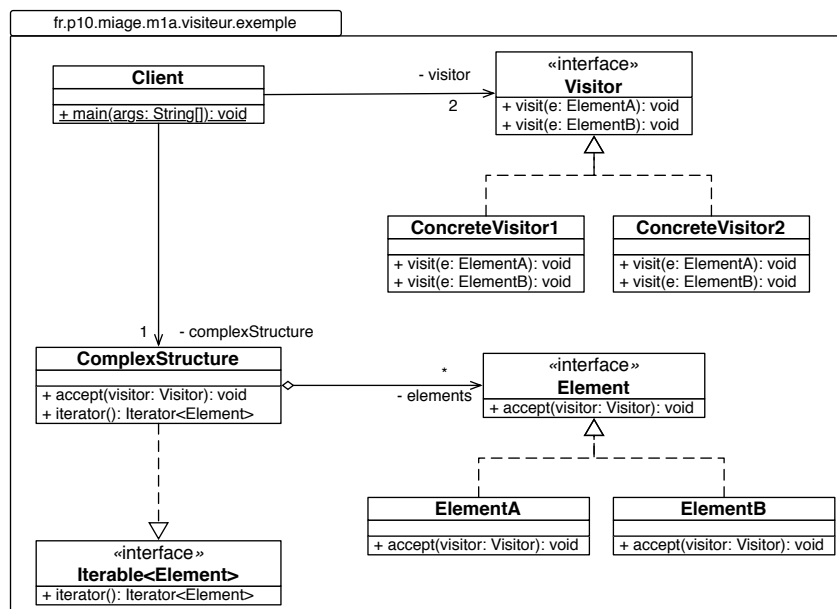 fr.p10.miage.m1a.visiteur.exemple
Client
+ main(args: String[]): void
- visitor
2
«interface»
Visitor
+ visit(e: ElementA): void
+ visit(e: ElementB): void
ConcreteVisitor1
+ visit(e: ElementA): void
+ visit(e: ElementB): void
ConcreteVisitor2
+ visit(e: ElementA): void
+ visit(e: ElementB): void
1
- complexStructure
ComplexStructure
+ accept(visitor: Visitor): void
+ iterator(): Iterator<Element>
*
- elements
«interface»
Element
+ accept(visitor: Visitor): void
ElementA
+ accept(visitor: Visitor): void
ElementB
+ accept(visitor: Visitor): void
«interface»
Iterable<Element>
+ iterator(): Iterator<Element>